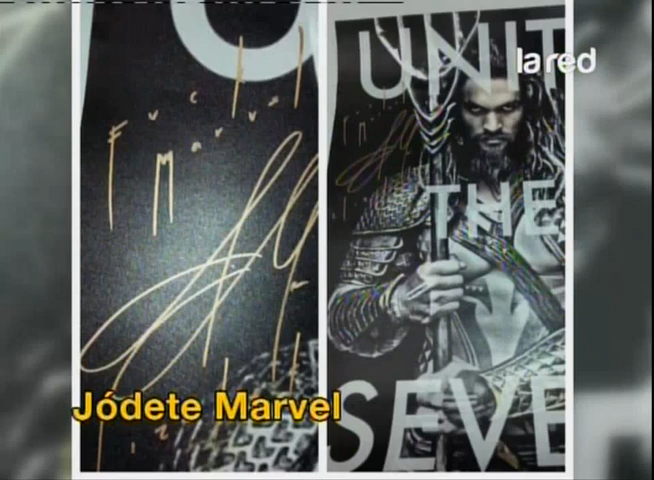 Fuck
Marvel
UNIT
la red
THE
Jódete Marvel
SEVE